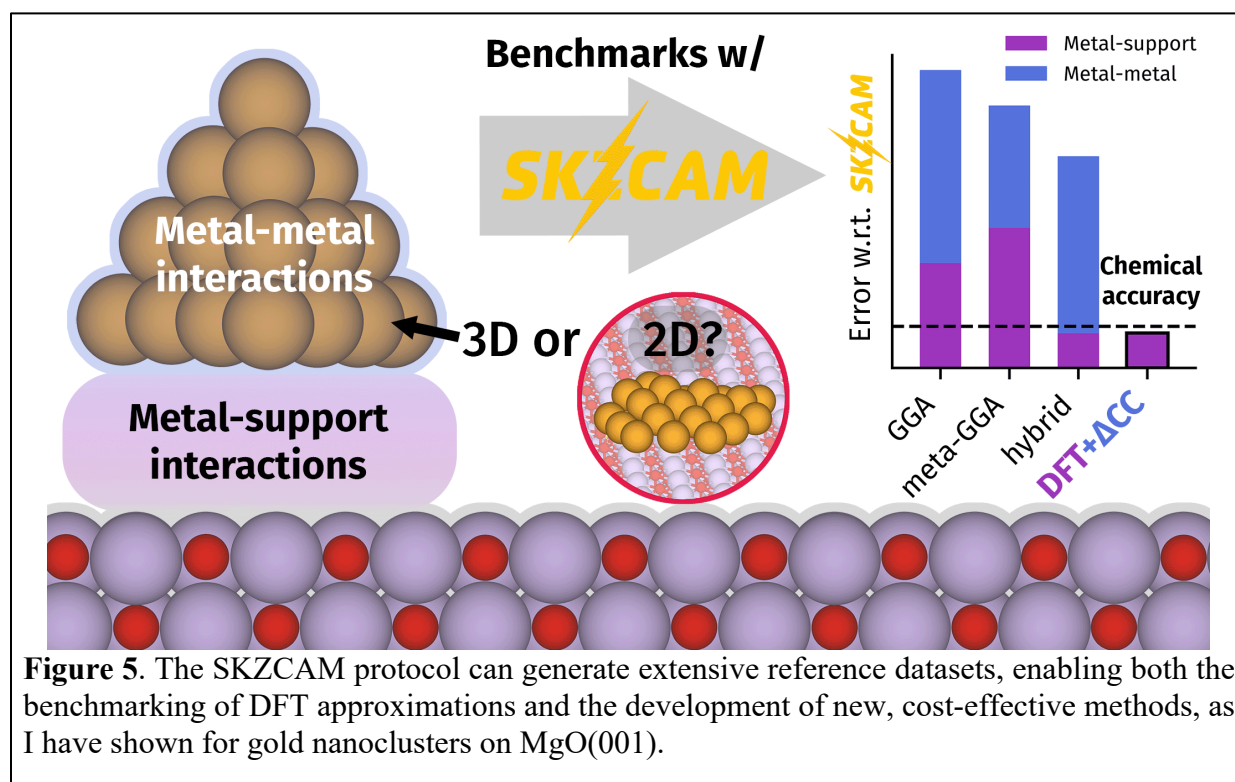 Benchmarks w/
SKZCAM
Metal-metal
interactions
3D or 2D?
Metal-support
interactions
Metal-support
Metal-metal
Error w.r.t. SKZCAM
Chemical
accuracy
GGA
meta-GGA
hybrid
DFT+ΔCC
Figure 5. The SKZCAM protocol can generate extensive reference datasets, enabling both the
benchmarking of DFT approximations and the development of new, cost-effective methods, as
I have shown for gold nanoclusters on MgO(001).